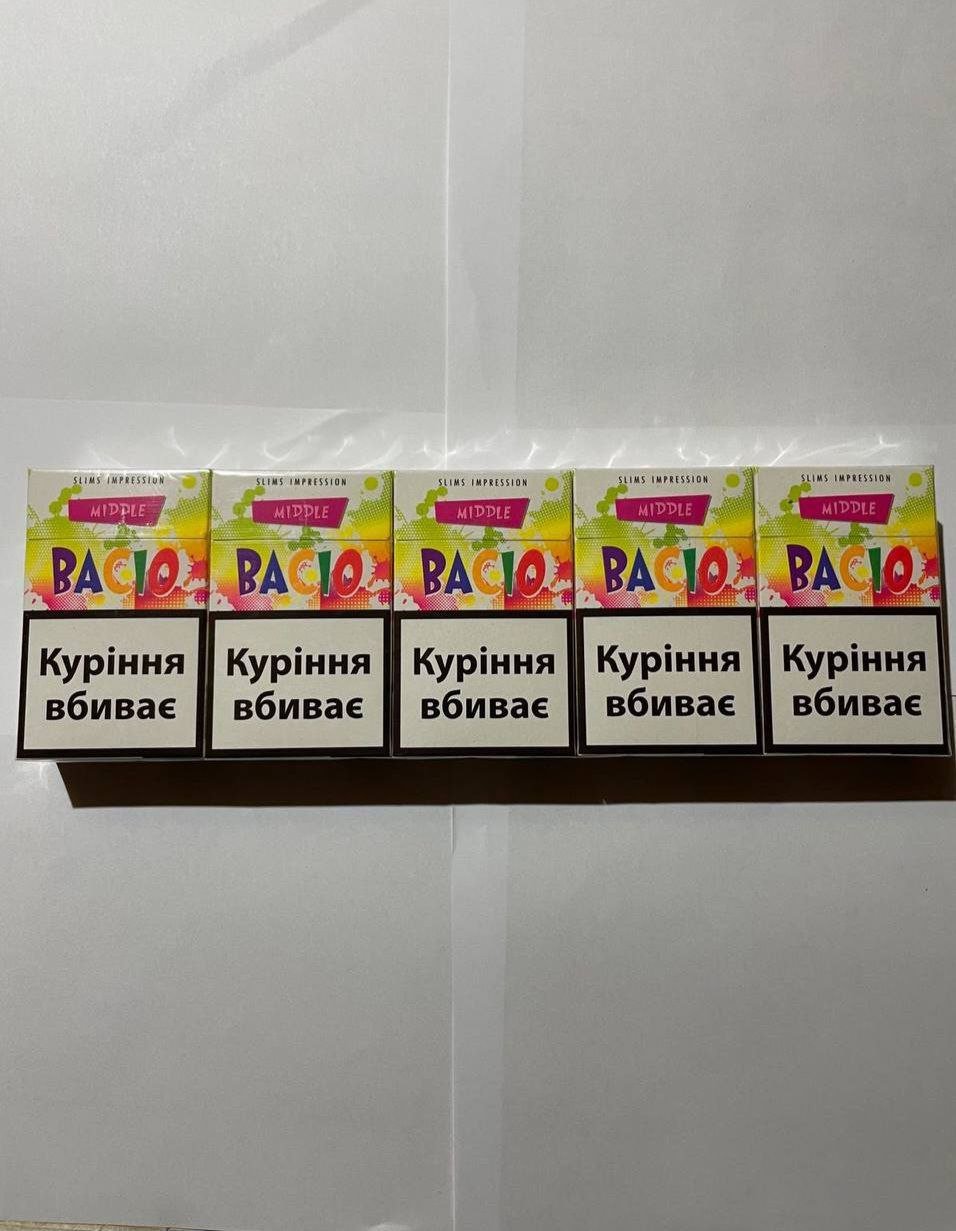 SLIMS IMPRESSION
MIDDLE
BACIO
Куріння
вбиває
SLIMS IMPRESSION
MIDDLE
BACIO
Куріння
вбиває
SLIMS IMPRESSION
MIDDLE
BACIO
Куріння
вбиває
SLIMS IMPRESSION
MIDDLE
BACIO
Куріння
вбиває
SLIMS IMPRESSION
MIDDLE
BACIO
Куріння
вбиває